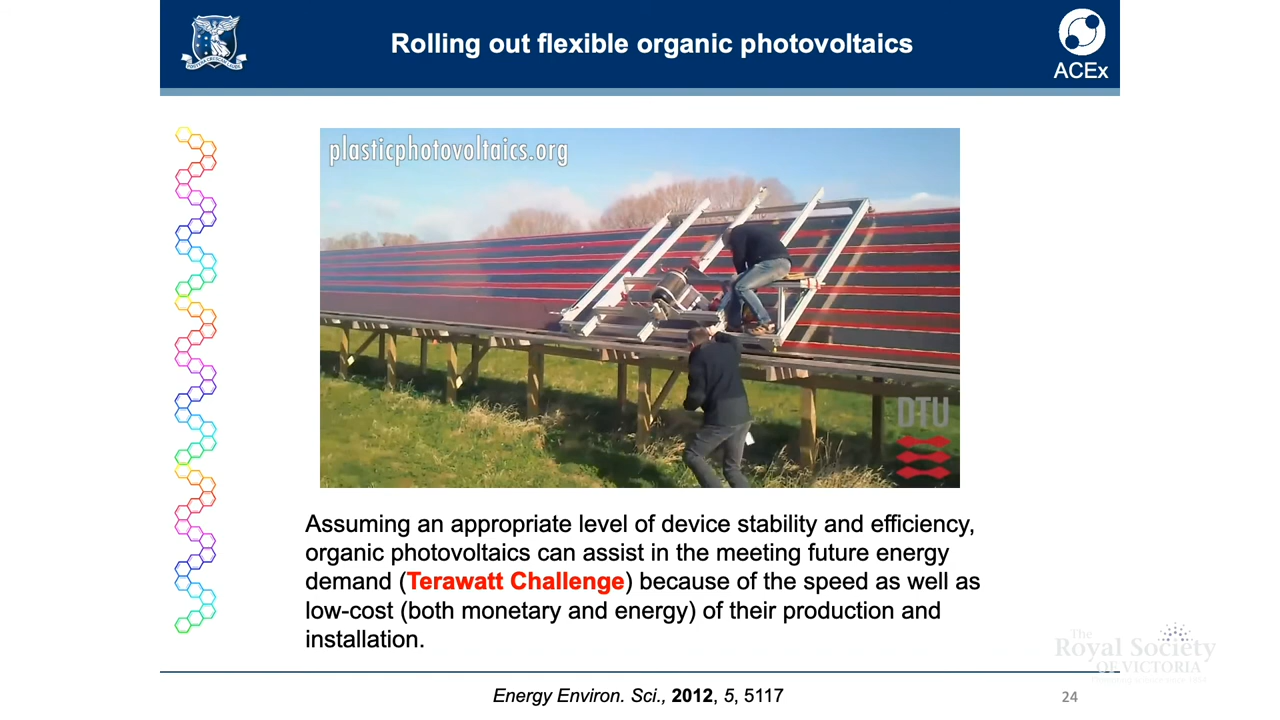 Rolling out flexible organic photovoltaics
ACEx
plasticphotovoltaics.org
DTU
Assuming an appropriate level of device stability and efficiency,
organic photovoltaics can assist in the meeting future energy
demand (Terawatt Challenge) because of the speed as well as
low-cost (both monetary and energy) of their production and
installation.
The
Royal Society
OF VICTORIA
Energy Environ. Sci., 2012, 5, 5117
24